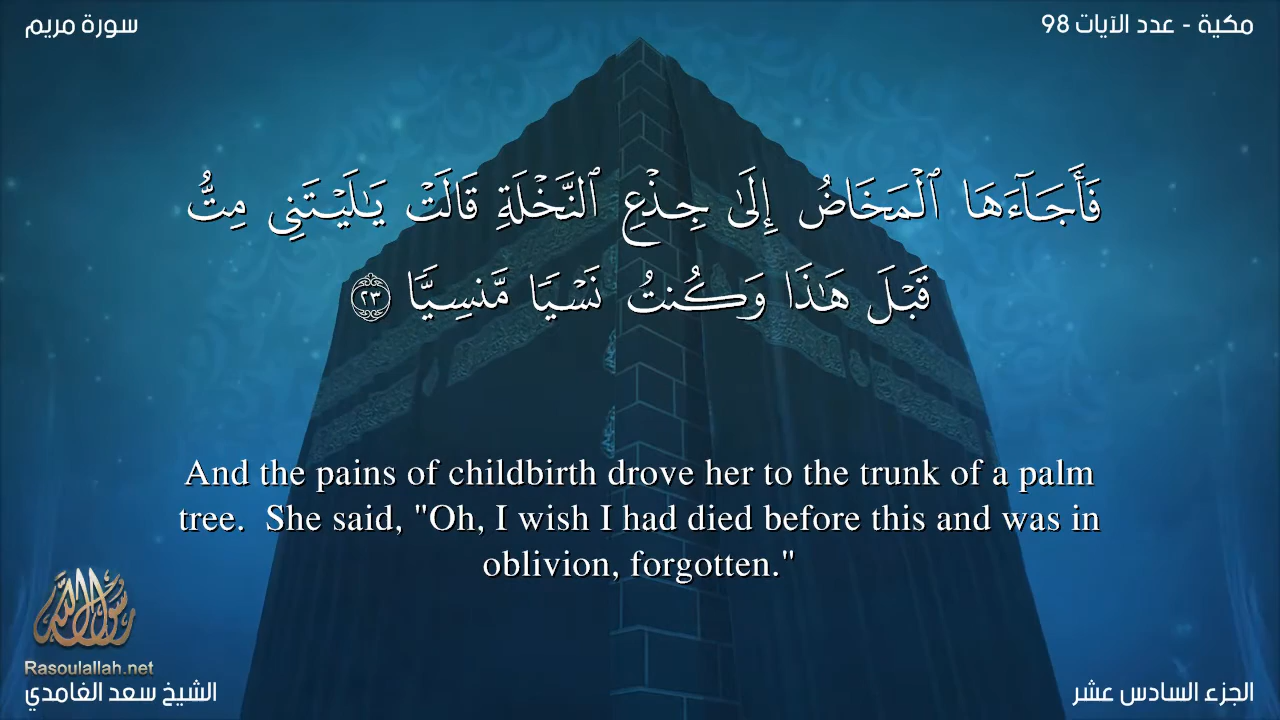 سورة مريم
مكية - عدد الآيات 98
فَأَجَآءَهَا ٱلْمَخَاضُ إِلَىٰ جِذْعِ ٱلنَّخْلَةِ قَالَتْ يَٰلَيْتَنِى مِتُّ
قَبْلَ هَٰذَا وَكُنتُ نَسْيًا مَّنسِيًّا ٢٣
And the pains of childbirth drove her to the trunk of a palm
tree.  She said, "Oh, I wish I had died before this and was in
oblivion, forgotten."
رسول الله
Rasoulallah.net
الشيخ سعد الغامدي
الجزء السادس عشر